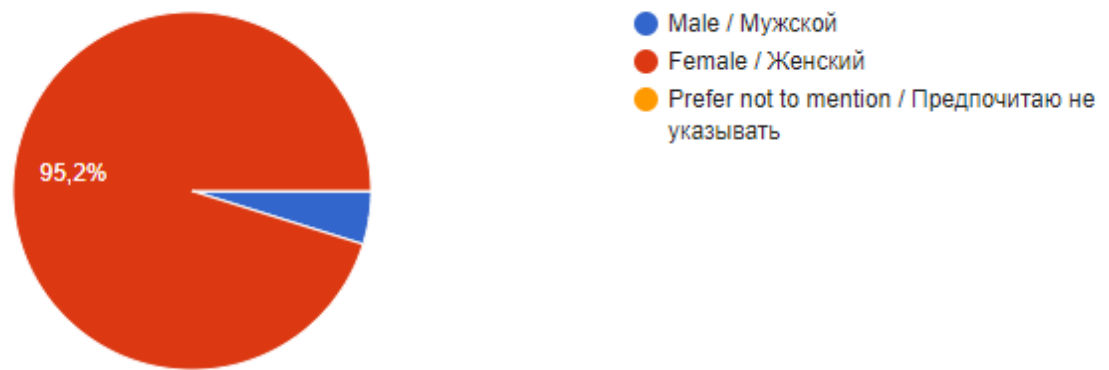 Male / Мужской
Female / Женский
Prefer not to mention / Предпочитаю не
указывать
95,2%